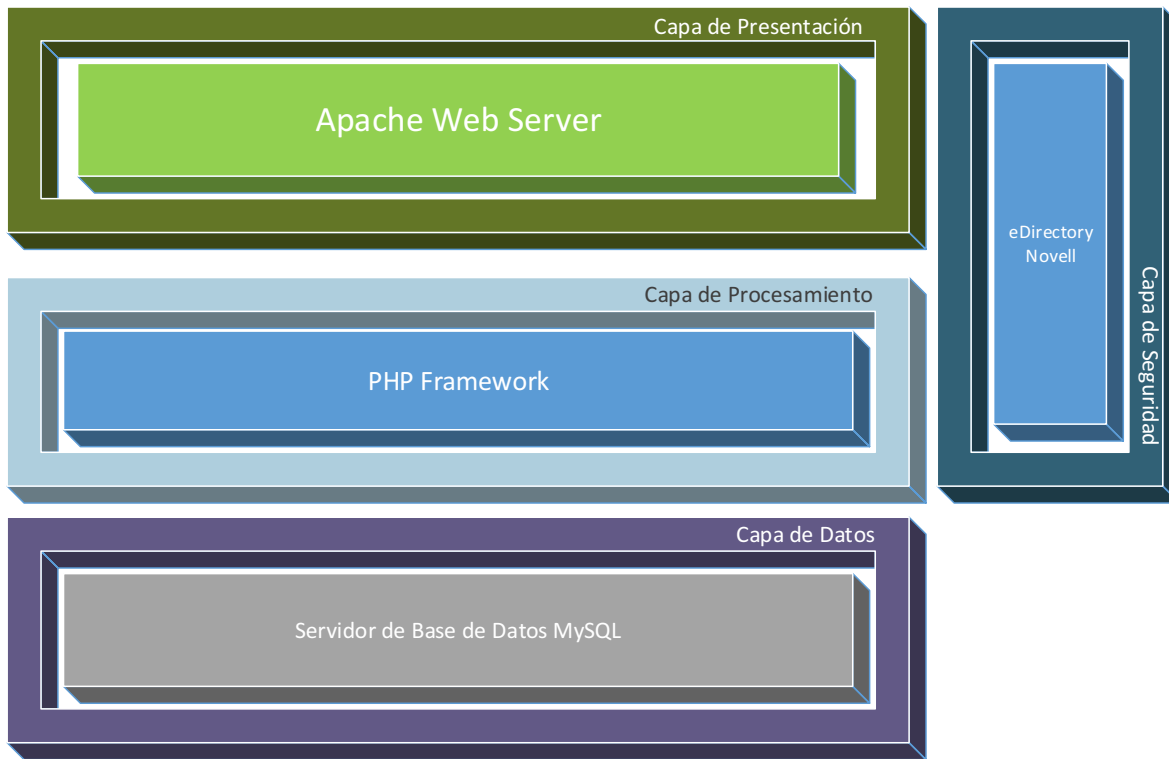 Capa de Presentación
Apache Web Server
Capa de Procesamiento
PHP Framework
Capa de Datos
Servidor de Base de Datos MySQL
eDirectory
Novell
Capa de Seguridad